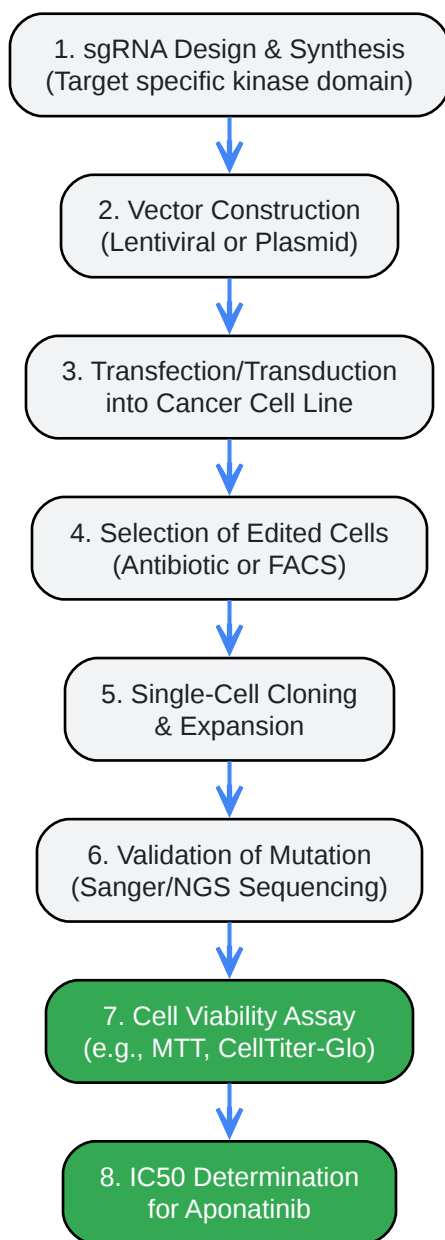 1. sgRNA Design & Synthesis
(Target specific kinase domain)
2. Vector Construction
(Lentiviral or Plasmid)
3. Transfection/Transduction
into Cancer Cell Line
4. Selection of Edited Cells
(Antibiotic or FACS)
5. Single-Cell Cloning
& Expansion
6. Validation of Mutation
(Sanger/NGS Sequencing)
7. Cell Viability Assay
(e.g., MTT, CellTiter-Glo)
8. IC50 Determination
for Aponatinib